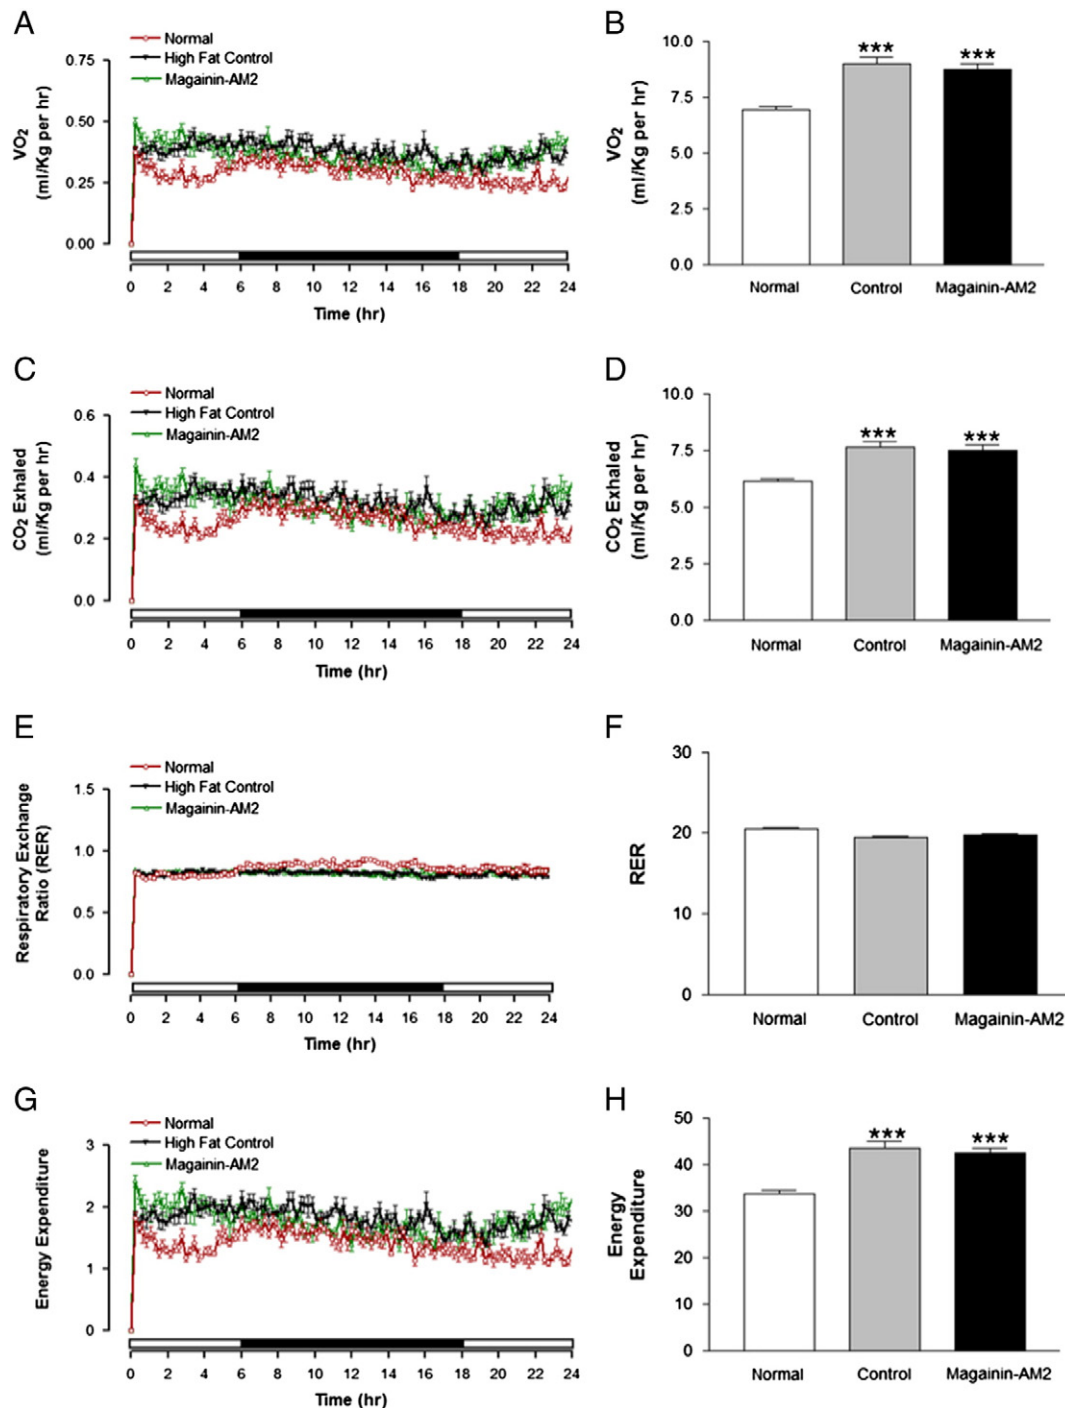 A
Normal
High Fat Control
Magainin-AM2
VO2
(ml/Kg per hr)
0.75
0.50
0.25
0.00
0 2 4 6 8 10 12 14 16 18 20 22 24
Time (hr)
B
VO2
(ml/Kg per hr)
10.0
7.5
5.0
2.5
0.0
*** ***
Normal Control Magainin-AM2
C
Normal
High Fat Control
Magainin-AM2
CO2 Exhaled
(ml/Kg per hr)
0.6
0.4
0.2
0.0
0 2 4 6 8 10 12 14 16 18 20 22 24
Time (hr)
D
CO2 Exhaled
(ml/Kg per hr)
10.0
7.5
5.0
2.5
0.0
*** ***
Normal Control Magainin-AM2
E
Normal
High Fat Control
Magainin-AM2
Respiratory Exchange
Ratio (RER)
1.5
1.0
0.5
0.0
0 2 4 6 8 10 12 14 16 18 20 22 24
Time (hr)
F
RER
30
20
10
0
Normal Control Magainin-AM2
G
Normal
High Fat Control
Magainin-AM2
Energy Expenditure
3
2
1
0
0 2 4 6 8 10 12 14 16 18 20 22 24
Time (hr)
H
Energy
Expenditure
50
40
30
20
10
0
*** ***
Normal Control Magainin-AM2